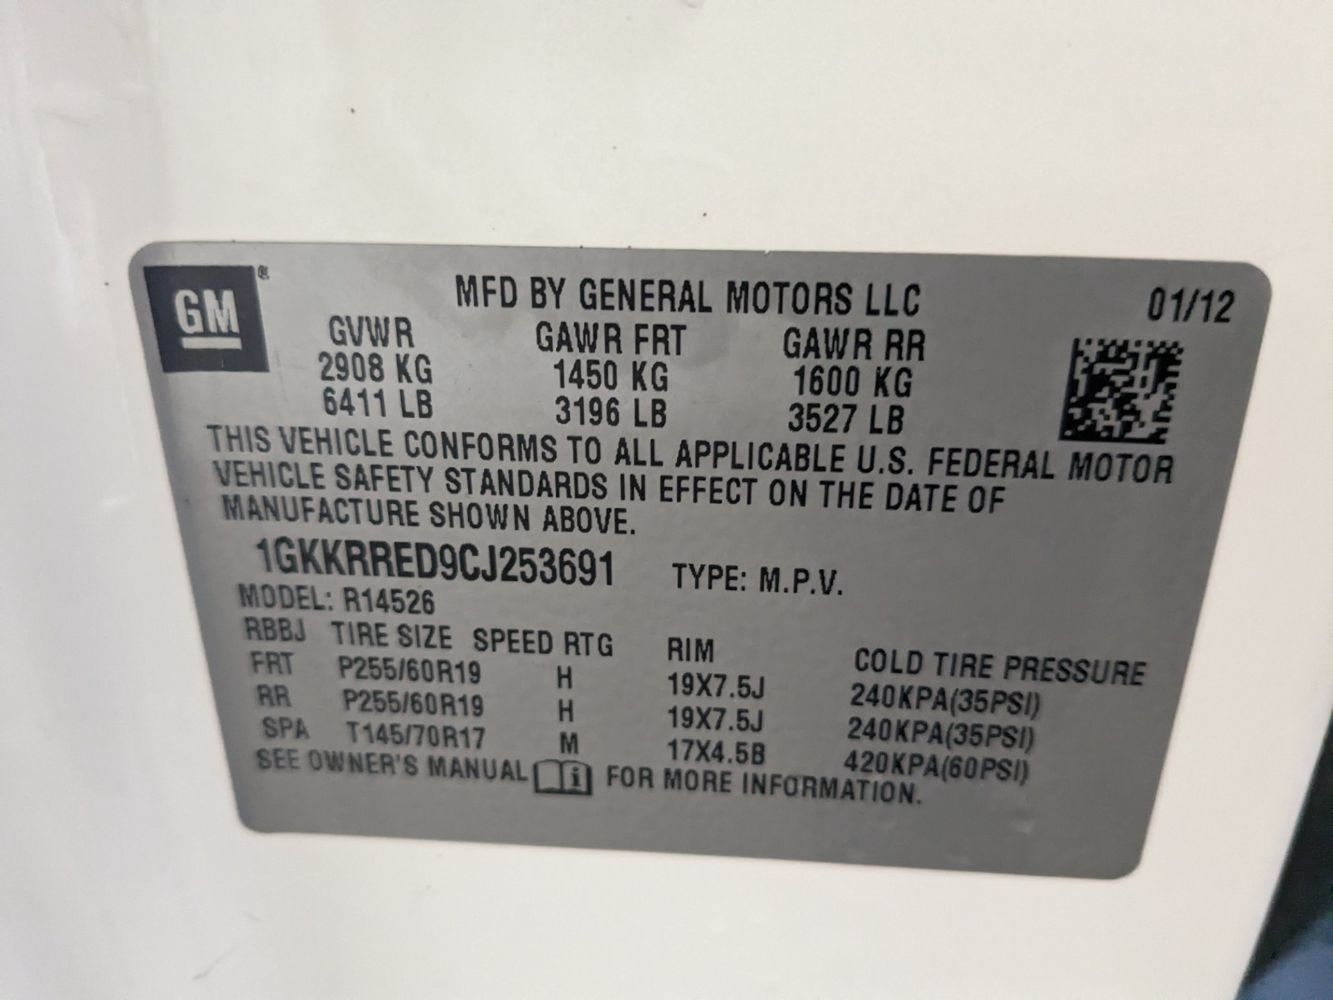 GM ® MFD BY GENERAL MOTORS LLC 01/12
GVWR GAWR FRT GAWR RR
2908 KG 1450 KG 1600 KG
6411 LB 3196 LB 3527 LB
THIS VEHICLE CONFORMS TO ALL APPLICABLE U.S. FEDERAL MOTOR
VEHICLE SAFETY STANDARDS IN EFFECT ON THE DATE OF
MANUFACTURE SHOWN ABOVE.
1GKKRRED9CJ253691 TYPE: M.P.V.
MODEL: R14526
RBBJ TIRE SIZE SPEED RTG RIM COLD TIRE PRESSURE
FRT P255/60R19 H 19X7.5J 240KPA(35PSI)
RR P255/60R19 H 19X7.5J 240KPA(35PSI)
SPA T145/70R17 M 17X4.5B 420KPA(60PSI)
SEE OWNER'S MANUAL i FOR MORE INFORMATION.